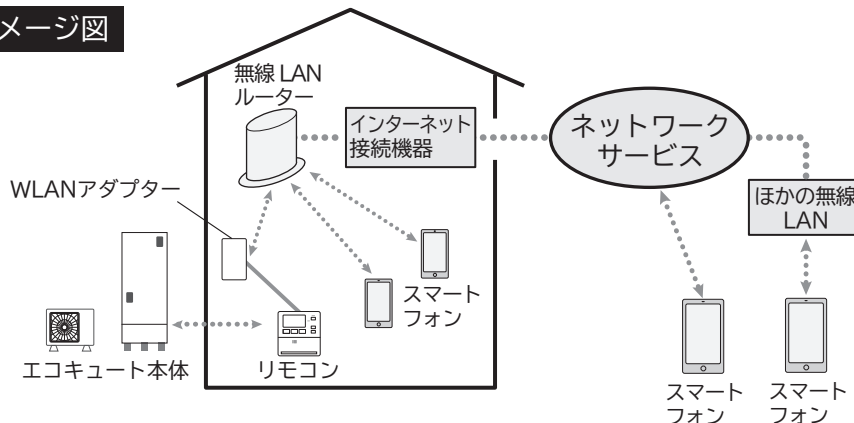 メージ図
無線 LAN
ルーター
インターネット
接続機器
ネットワーク
サービス
WLANアダプター
ほかの無線
LAN
スマート
フォン
エコキュート本体
リモコン
スマート
フォン
スマート
フォン